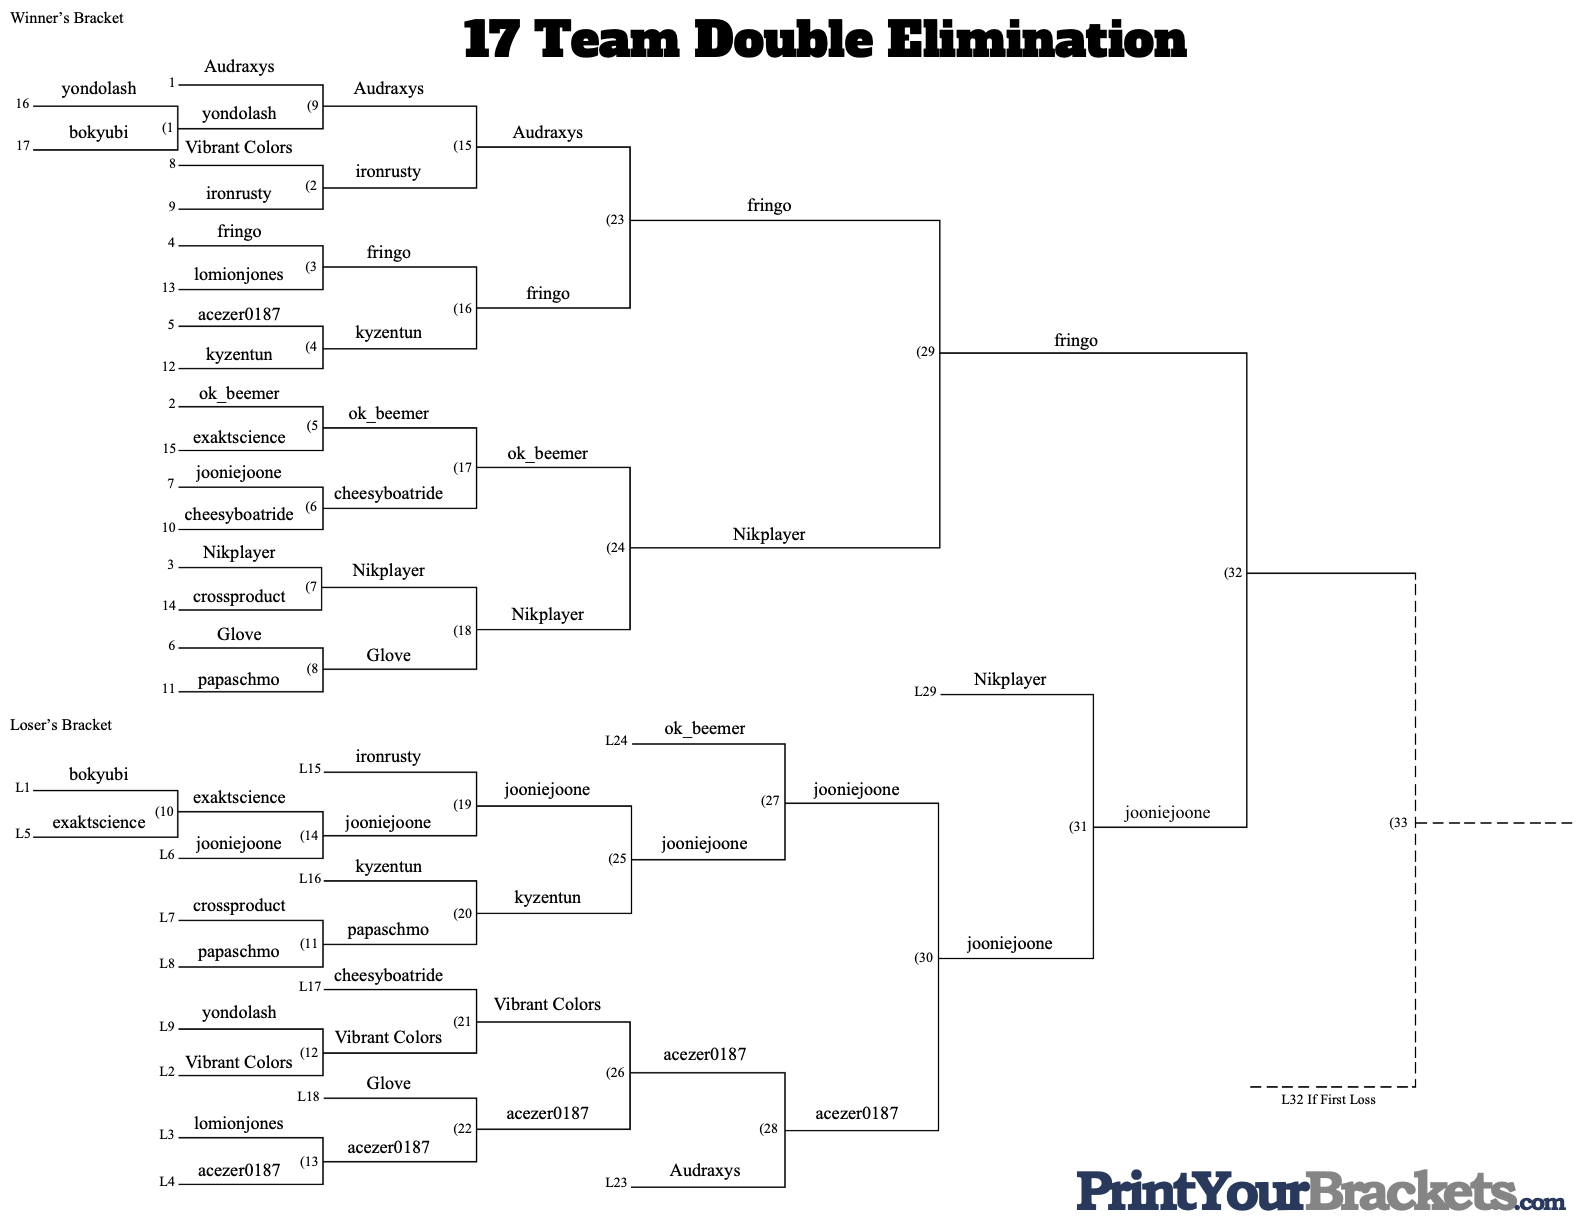 Winner's Bracket
17 Team Double Elimination
Audraxys
1
yondolash
16
Audraxys
(9
yondolash
bokyubi
(1
17
Vibrant Colors
8
Audraxys
(15
ironrusty
(2
ironrusty
9
fringo
(23
fringo
4
fringo
(3
lomionjones
13
fringo
(16
acezer0187
5
kyzentun
(4
kyzentun
12
fringo
(29
ok_beemer
2
ok_beemer
(5
exaktscience
15
ok_beemer
(17
jooniejoone
7
cheesyboatride
(6
cheesyboatride
10
Nikplayer
(24
Nikplayer
3
Nikplayer
(7
crossproduct
14
(32
Nikplayer
(18
Glove
6
Glove
(8
papaschmo
11
Nikplayer
L29
Loser's Bracket
ok_beemer
L24
ironrusty
L15
bokyubi
L1
exaktscience
(10
exaktscience
L5
jooniejoone
(19
jooniejoone
(14
jooniejoone
L6
jooniejoone
(27
jooniejoone
(25
jooniejoone
(31
(33
kyzentun
L16
kyzentun
(20
crossproduct
L7
papaschmo
(11
papaschmo
L8
jooniejoone
(30
cheesyboatride
L17
Vibrant Colors
(21
yondolash
L9
Vibrant Colors
(12
Vibrant Colors
L2
acezer0187
(26
Glove
L18
acezer0187
(22
lomionjones
L3
acezer0187
(13
acezer0187
L4
acezer0187
(28
Audraxys
L23
L32 If First Loss
PrintYourBrackets.com